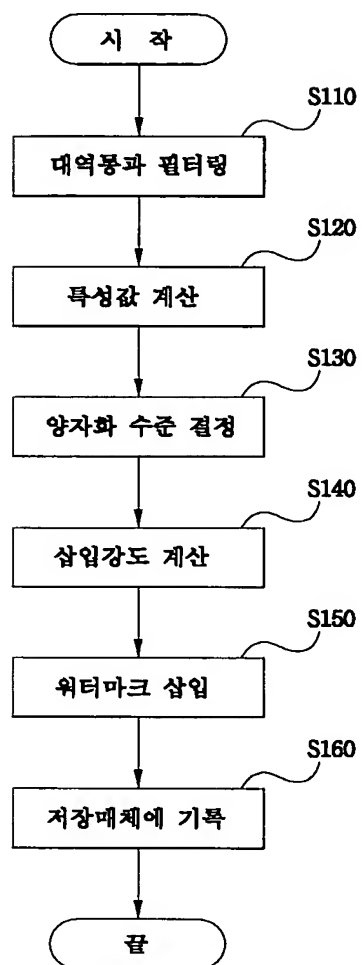 시 작
S110
대역통과 필터링
S120
특성값 계산
S130
양자화 수준 결정
S140
삽입강도 계산
S150
워터마크 삽입
S160
저장매체에 기록
끝